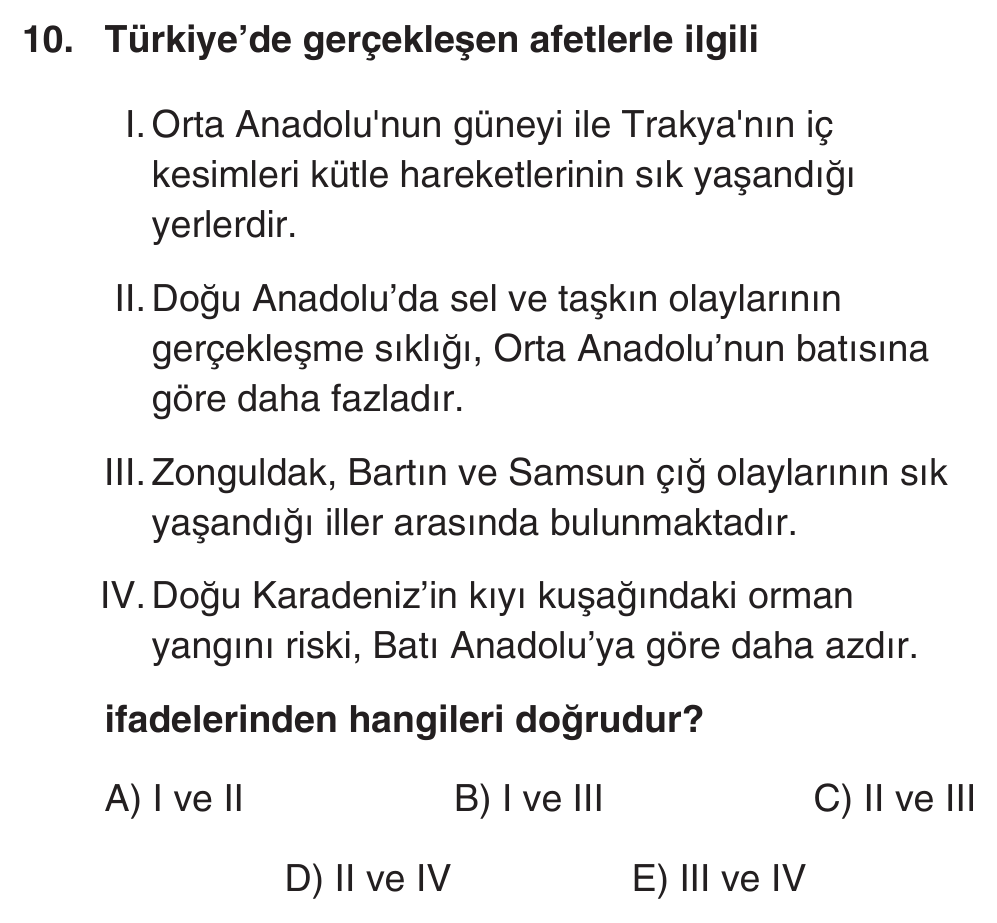 10. Türkiye’de gerçekleşen afetlerle ilgili
I. Orta Anadolu'nun güneyi ile Trakya'nın iç
kesimleri kütle hareketlerinin sık yaşandığı
yerlerdir.
II. Doğu Anadolu’da sel ve taşkın olaylarının
gerçekleşme sıklığı, Orta Anadolu’nun batısına
göre daha fazladır.
III. Zonguldak, Bartın ve Samsun çığ olaylarının sık
yaşandığı iller arasında bulunmaktadır.
IV. Doğu Karadeniz’in kıyı kuşağındaki orman
yangını riski, Batı Anadolu’ya göre daha azdır.
ifadelerinden hangileri doğrudur?
A) I ve II B) I ve III C) II ve III
D) II ve IV E) III ve IV